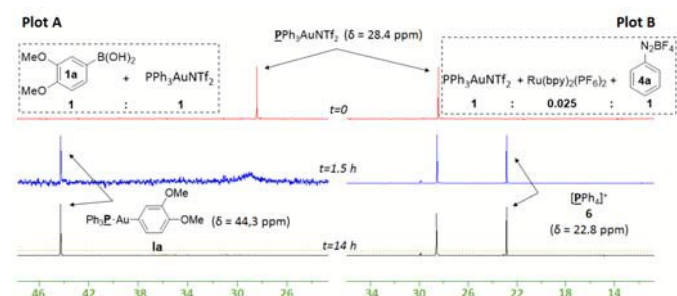 Plot A
Plot B
PPh3AuNTf2 (δ = 28.4 ppm)
N2BF4
B(OH)2
MeO
1a
MeO
+ PPh3AuNTf2
1 : 1
PPh3AuNTf2 + Ru(bpy)2(PF6)2 +
4a
1 : 0.025 : 1
t=0
t=1.5 h
OMe
Ph3P-Au
OMe
(δ = 44,3 ppm)
Ia
[PPh4]+
6
(δ = 22.8 ppm)
t=14 h
46 42 38 34 30 26
34 30 26 22 18 14